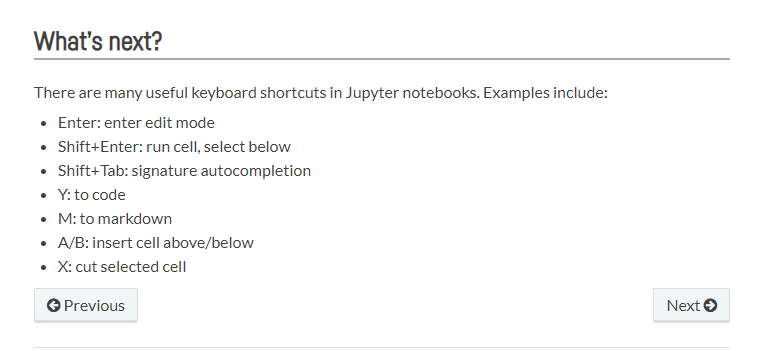 What's next?
There are many useful keyboard shortcuts in Jupyter notebooks. Examples include:
• Enter: enter edit mode
• Shift+Enter: run cell, select below
• Shift+Tab: signature autocompletion
• Y: to code
• M: to markdown
• A/B: insert cell above/below
• X: cut selected cell
Previous
Next